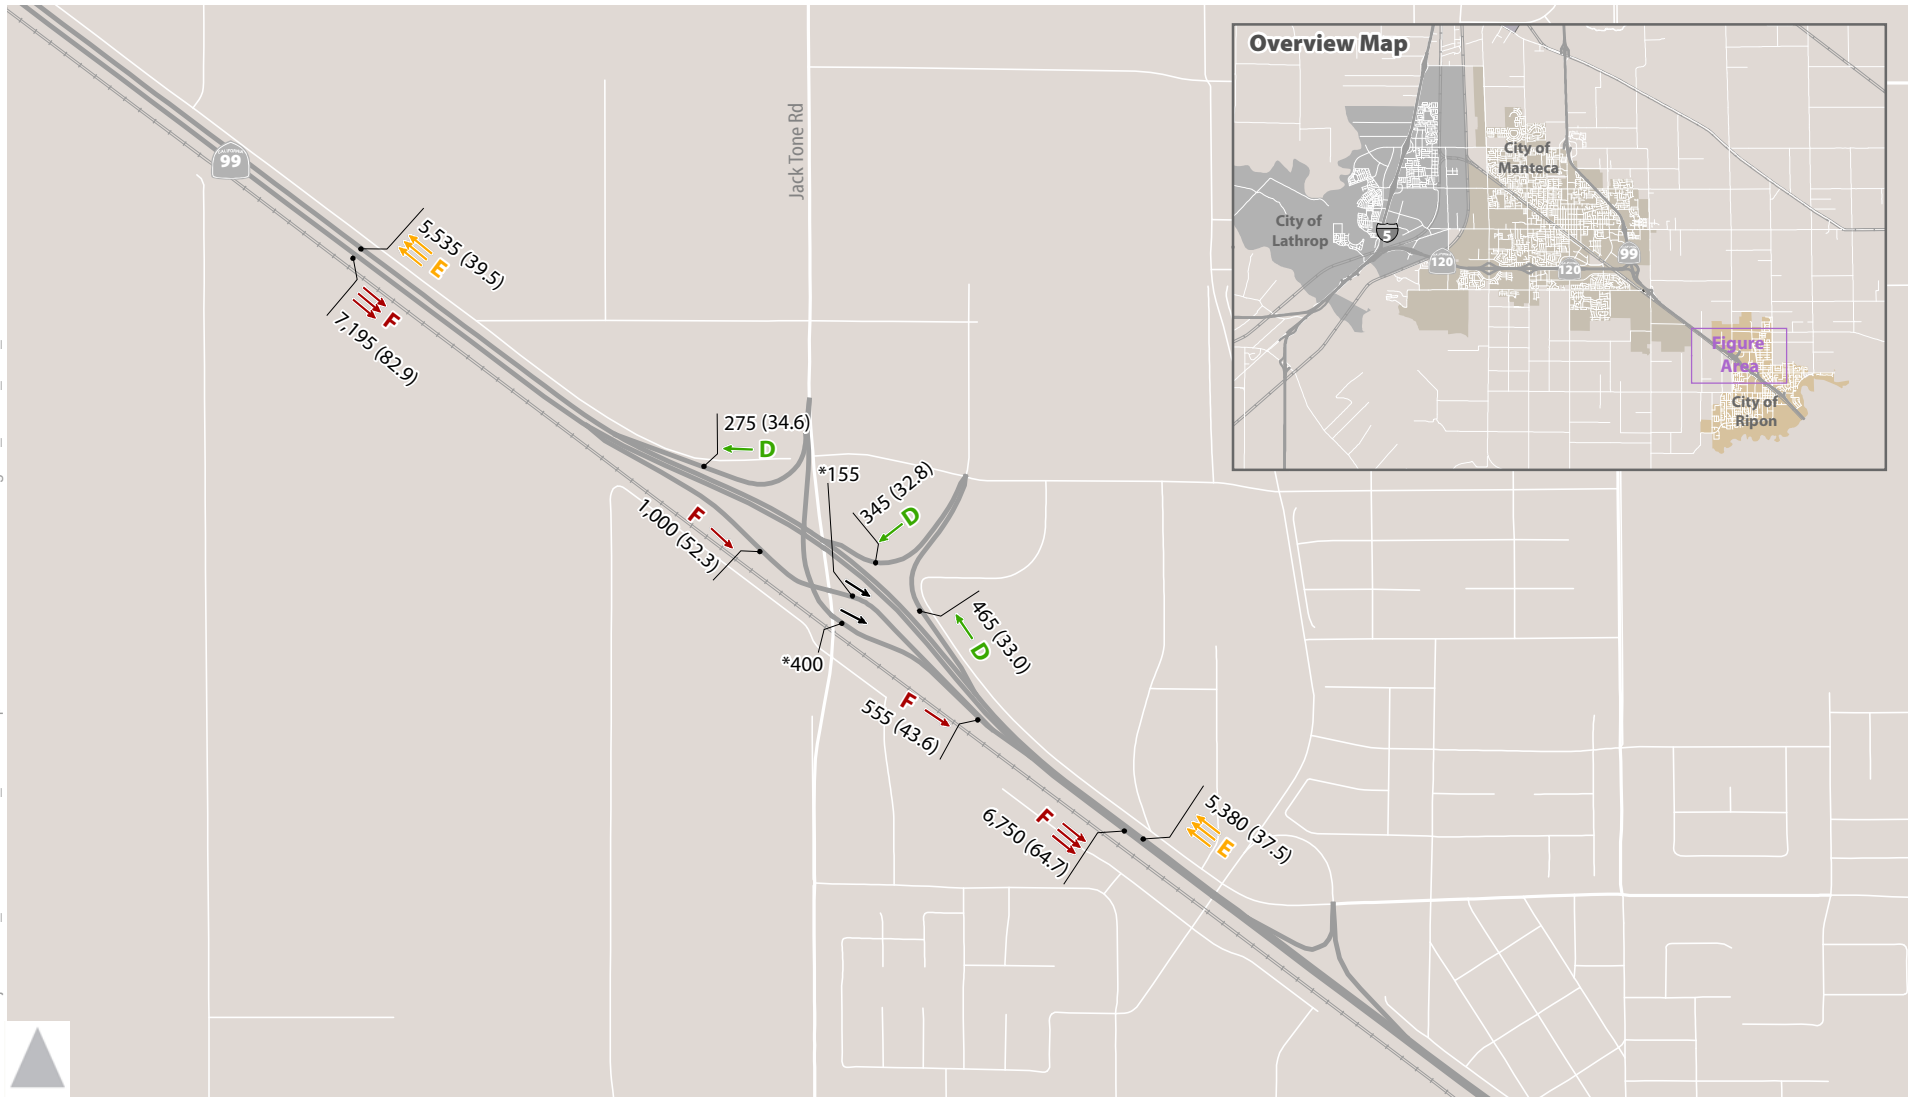 Overview Map
City of
Manteca
City of
Lathrop
5
120
120
99
Figure
Area
City of
Ripon
Jack Tone Rd
CALIFORNIA
99
5,535 (39.5)
E
F
7,195 (82.9)
275 (34.6)
D
*155
345 (32.8)
D
F
1,000 (52.3)
465 (33.0)
D
*400
F
555 (43.6)
5,380 (37.5)
E
F
6,750 (64.7)